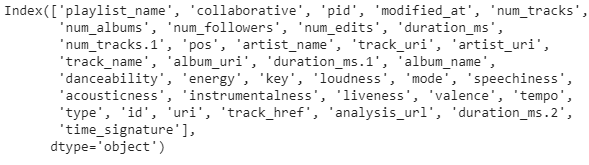 Index(['playlist_name', 'collaborative', 'pid', 'modified_at', 'num_tracks',
'num_albums', 'num_followers', 'num_edits', 'duration_ms',
'num_tracks.1', 'pos', 'artist_name', 'track_uri', 'artist_uri',
'track_name', 'album_uri', 'duration_ms.1', 'album_name',
'danceability', 'energy', 'key', 'loudness', 'mode', 'speechiness',
'acousticness', 'instrumentalness', 'liveness', 'valence', 'tempo',
'type', 'id', 'uri', 'track_href', 'analysis_url', 'duration_ms.2',
'time_signature'],
dtype='object')